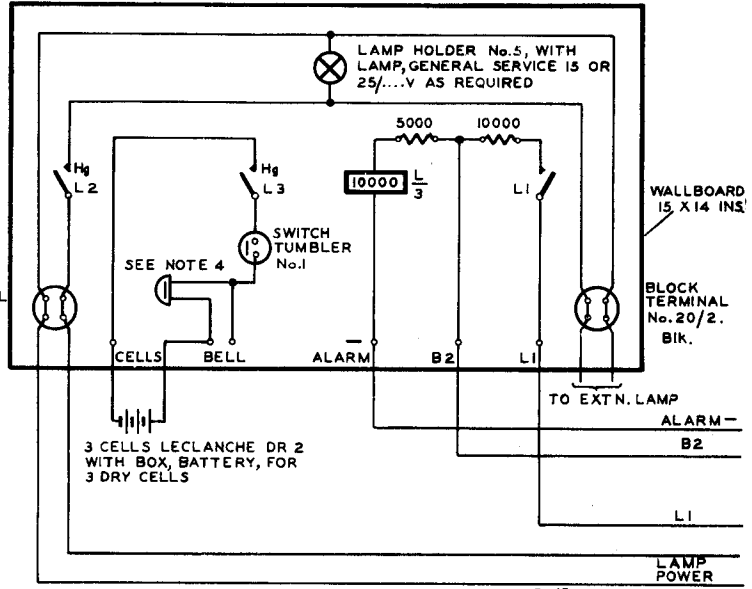 LAMP HOLDER No.5, WITH
LAMP, GENERAL SERVICE 15 OR
25/....V AS REQUIRED
5000
10000
Hg
L2
Hg
L3
10000
L
3
L1
WALLBOARD
15 X 14 INS.
SWITCH
TUMBLER
No.1
SEE NOTE 4
L
BLOCK
TERMINAL
No.20/2.
Blk.
CELLS
BELL
ALARM
–
B2
L1
TO EXTN. LAMP
ALARM –
B2
3 CELLS LECLANCHE DR 2
WITH BOX, BATTERY, FOR
3 DRY CELLS
L1
LAMP
POWER